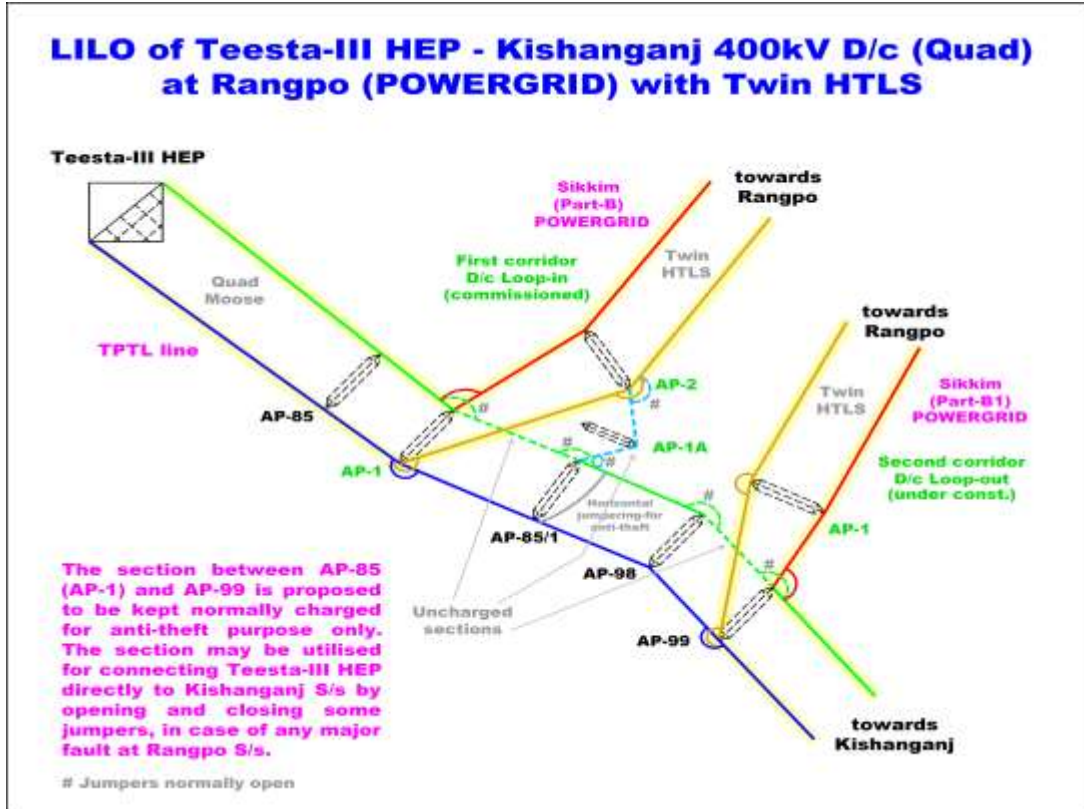 LILO of Teesta-III HEP - Kishanganj 400kV D/c (Quad)
at Rangpo (POWERGRID) with Twin HTLS
Teesta-III HEP
Quad
Moose
TPTL line
Sikkim
(Part-B)
POWERGRID
First corridor
D/c Loop-in
(commissioned)
towards
Rangpo
Twin
HTLS
towards
Rangpo
Twin
HTLS
Sikkim
(Part-B1)
POWERGRID
Second corridor
D/c Loop-out
(under const.)
AP-85
#
AP-2
#
AP-1A
AP-1
#
#
Horizontal
jumpering for
anti-theft
#
AP-1
AP-85/1
AP-98
#
Uncharged
sections
AP-99
towards
Kishanganj
The section between AP-85
(AP-1) and AP-99 is proposed
to be kept normally charged
for anti-theft purpose only.
The section may be utilised
for connecting Teesta-III HEP
directly to Kishanganj S/s by
opening and closing some
jumpers, in case of any major
fault at Rangpo S/s.
# Jumpers normally open